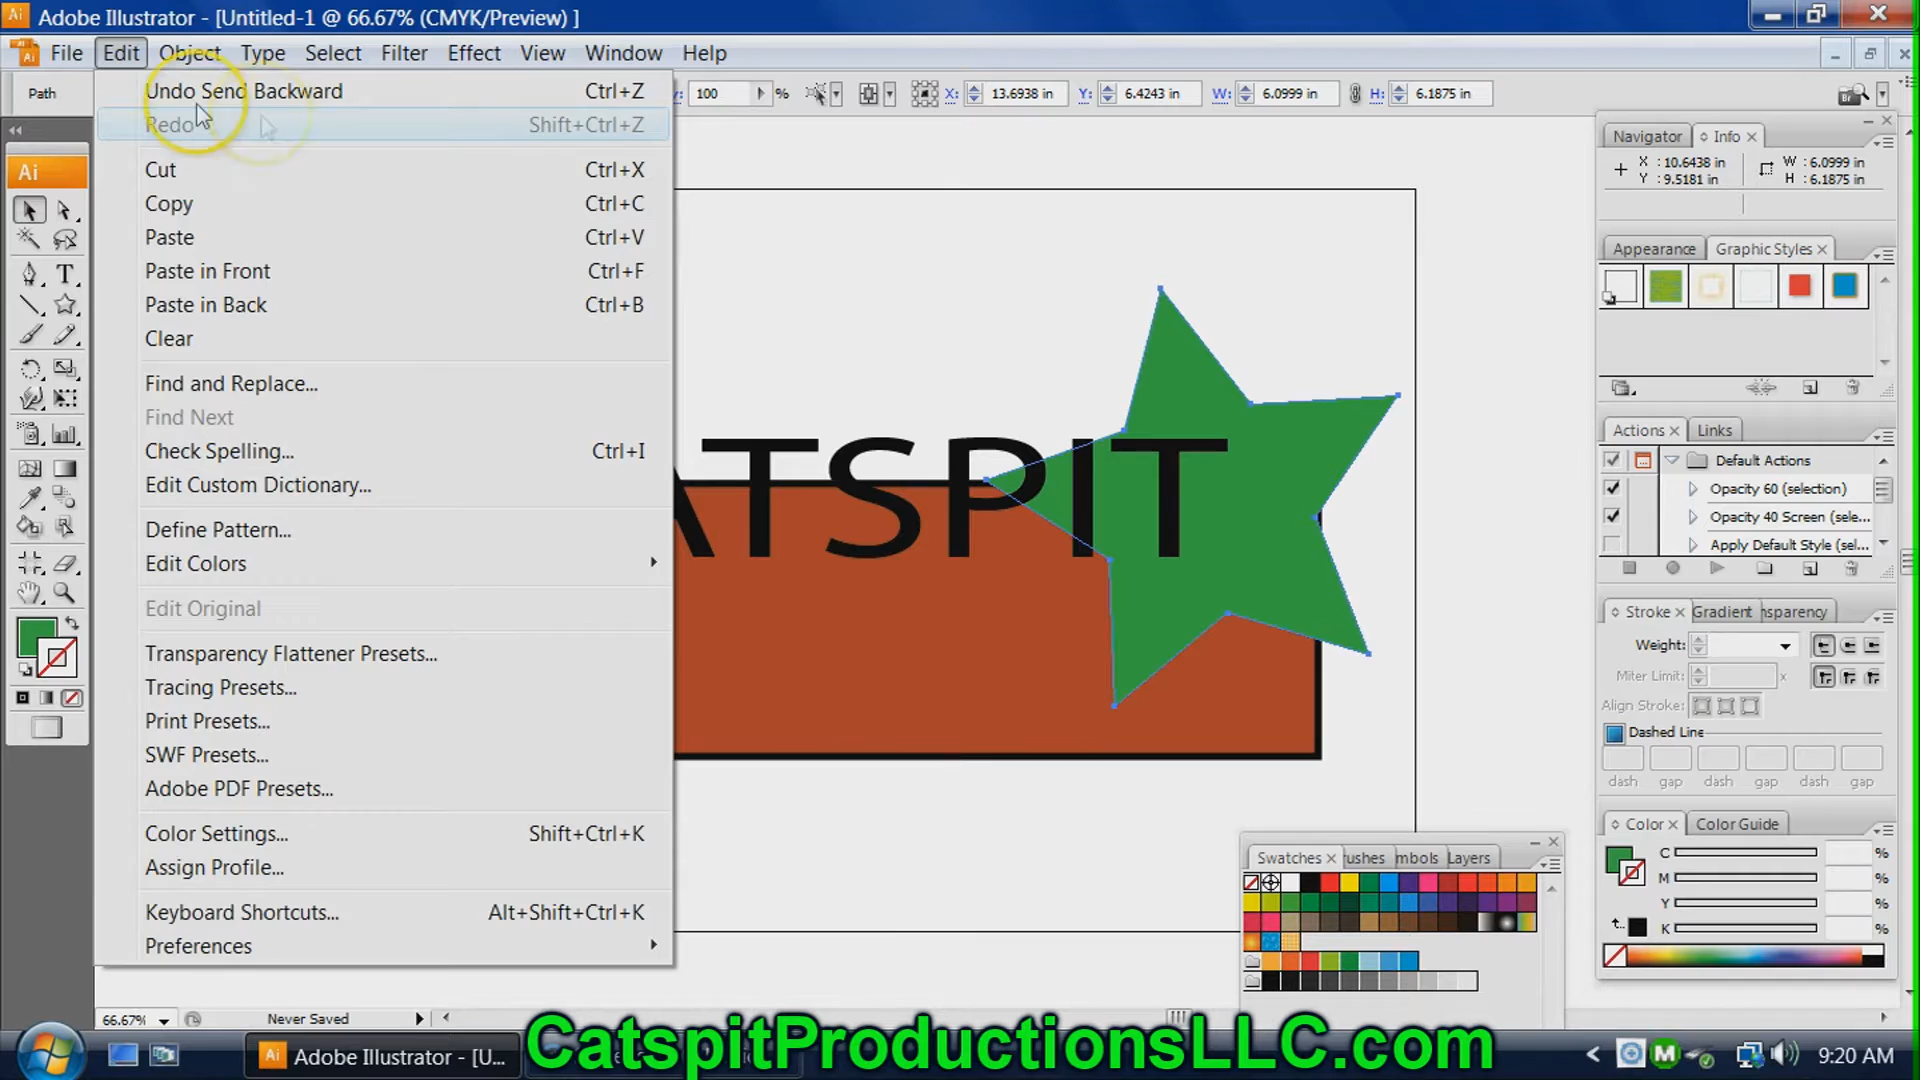 Adobe Illustrator - [Untitled-1 @ 66.67% (CMYK/Preview) ]
File Edit Object Type Select Filter Effect View Window Help
Path
100 %
X: 13.6938 in Y: 6.4243 in W: 6.0999 in H: 6.1875 in
Undo Send Backward Ctrl+Z
Redo Shift+Ctrl+Z
Cut Ctrl+X
Copy Ctrl+C
Paste Ctrl+V
Paste in Front Ctrl+F
Paste in Back Ctrl+B
Clear
Find and Replace...
Find Next
Check Spelling... Ctrl+I
Edit Custom Dictionary...
Define Pattern...
Edit Colors
Edit Original
Transparency Flattener Presets...
Tracing Presets...
Print Presets...
SWF Presets...
Adobe PDF Presets...
Color Settings... Shift+Ctrl+K
Assign Profile...
Keyboard Shortcuts... Alt+Shift+Ctrl+K
Preferences
Ai
ATSPIT
Navigator Info
X : 10.6438 in W : 6.0999 in
Y : 9.5181 in H : 6.1875 in
Appearance Graphic Styles
Actions Links
Default Actions
Opacity 60 (selection)
Opacity 40 Screen (sele...
Apply Default Style (sel...
Stroke Gradient nsparency
Weight:
Miter Limit: x
Align Stroke:
Dashed Line
dash gap dash gap dash gap
Color Color Guide
C %
M %
Y %
K %
Swatches rushes mbols Layers
66.67% Never Saved
Adobe Illustrator - [U...
CatspitProductionsLLC.com
9:20 AM